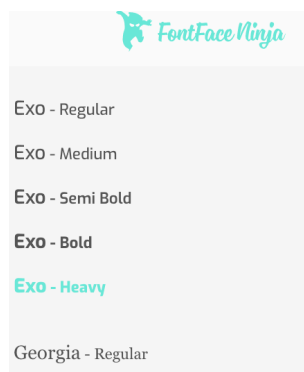 FontFace Ninja
Exo - Regular
Exo - Medium
Exo - Semi Bold
Exo - Bold
Exo - Heavy
Georgia - Regular